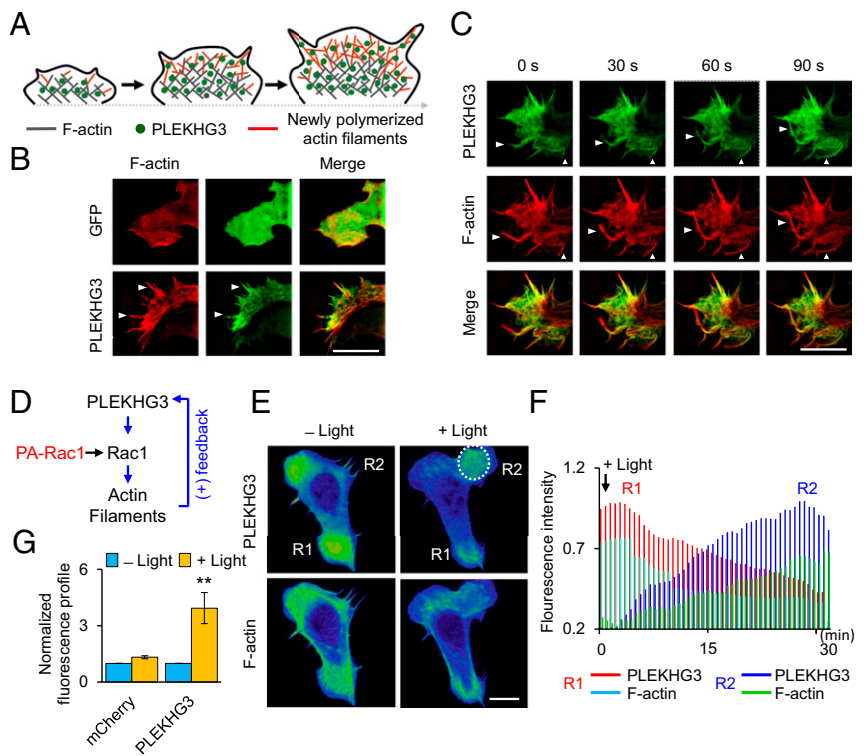 A
F-actin
PLEKHG3
Newly polymerized
actin filaments
B
F-actin
Merge
GFP
PLEKHG3
C
0 s
30 s
60 s
90 s
PLEKHG3
F-actin
Merge
D
PLEKHG3
PA-Rac1
Rac1
Actin
Filaments
(+) feedback
E
– Light
+ Light
PLEKHG3
R2
R2
R1
R1
F-actin
F
+ Light
R1
R2
Flourescence intensity
1.2
0.7
0.2
0
15
30
(min)
R1
PLEKHG3
F-actin
R2
PLEKHG3
F-actin
G
– Light
+ Light
**
Normalized
fluorescence profile
6
3
0
mCherry
PLEKHG3